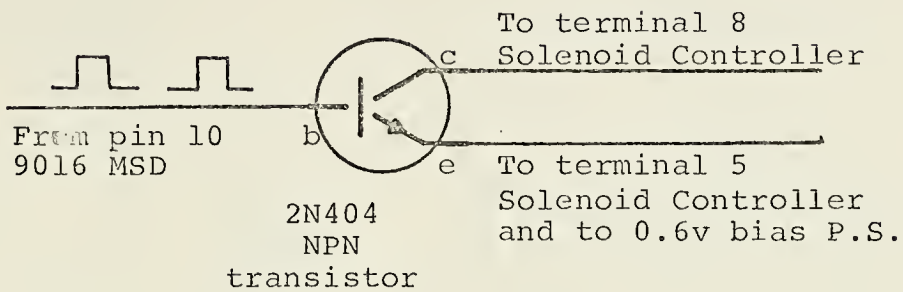 To terminal 8
c Solenoid Controller
From pin 10
b
9016 MSD
e To terminal 5
Solenoid Controller
and to 0.6v bias P.S.
2N404
NPN
transistor